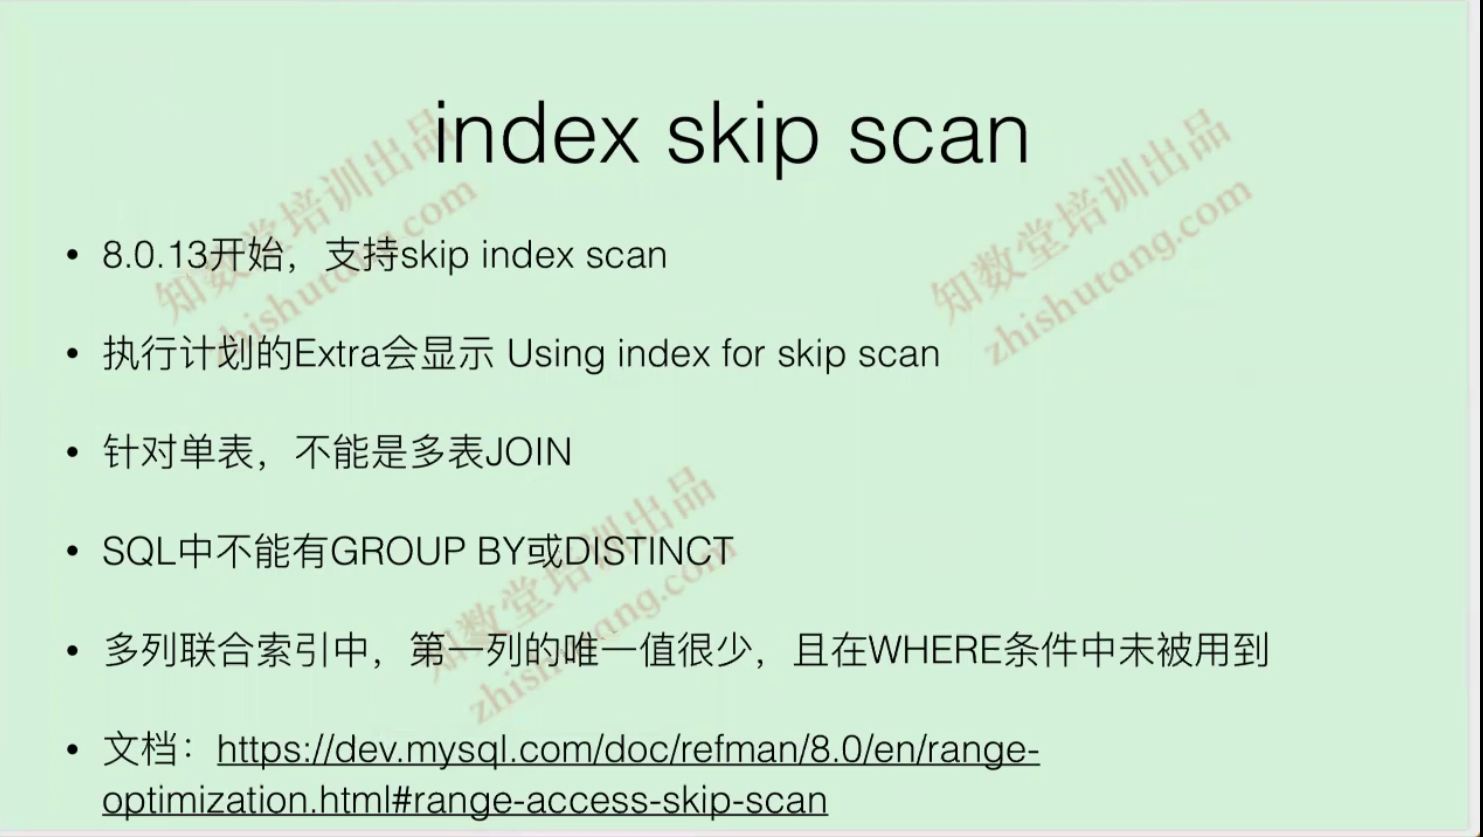 index skip scan
• 8.0.13开始，支持skip index scan
• 执行计划的Extra会显示 Using index for skip scan
• 针对单表，不能是多表JOIN
• SQL中不能有GROUP BY或DISTINCT
• 多列联合索引中，第一列的唯一值很少，且在WHERE条件中未被用到
• 文档：https://dev.mysql.com/doc/refman/8.0/en/range-
optimization.html#range-access-skip-scan
知数堂培训出品
zhishutang.com
知数堂培训出品
zhishutang.com
知数堂培训出品
zhishutang.com